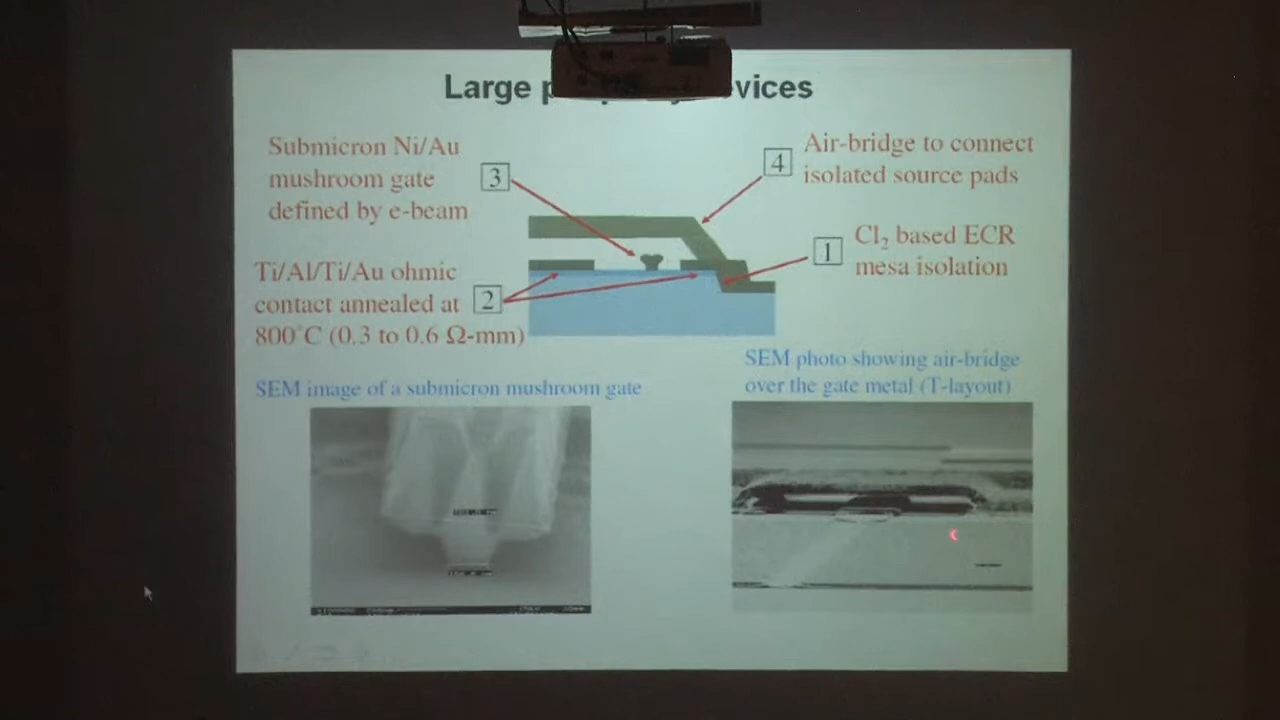 Large devices
Submicron Ni/Au
mushroom gate
defined by e-beam
3
4
Air-bridge to connect
isolated source pads
1
Cl₂ based ECR
mesa isolation
Ti/Al/Ti/Au ohmic
contact annealed at
800°C (0.3 to 0.6 Ω-mm)
2
SEM image of a submicron mushroom gate
SEM photo showing air-bridge
over the gate metal (T-layout)